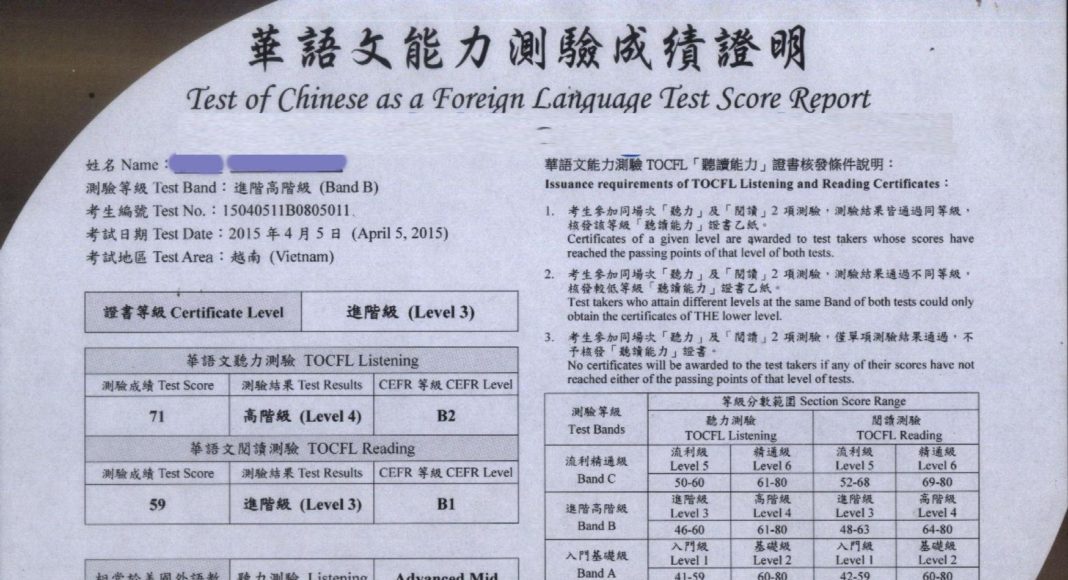 華語文能力測驗成績證明
Test of Chinese as a Foreign Language Test Score Report
姓名 Name：
測驗等級 Test Band：進階高階級 (Band B)
考生編號 Test No.：15040511B0805011
考試日期 Test Date：2015 年 4 月 5 日 (April 5, 2015)
考試地區 Test Area：越南 (Vietnam)
證書等級 Certificate Level 進階級 (Level 3)
華語文聽力測驗 TOCFL Listening
測驗成績 Test Score 測驗結果 Test Results CEFR 等級 CEFR Level
71 高階級 (Level 4) B2
華語文閱讀測驗 TOCFL Reading
測驗成績 Test Score 測驗結果 Test Results CEFR 等級 CEFR Level
59 進階級 (Level 3) B1
相當於美國外語教 聽力測驗 Listening Advanced Mid
華語文能力測驗 TOCFL「聽讀能力」證書核發條件說明：
Issuance requirements of TOCFL Listening and Reading Certificates：
1. 考生參加同場次「聽力」及「閱讀」2 項測驗，測驗結果皆通過同等級，
核發該等級「聽讀能力」證書乙紙。
Certificates of a given level are awarded to test takers whose scores have
reached the passing points of that level of both tests.
2. 考生參加同場次「聽力」及「閱讀」2 項測驗，測驗結果通過不同等級，
核發較低等級「聽讀能力」證書乙紙。
Test takers who attain different levels at the same Band of both tests could only
obtain the certificates of THE lower level.
3. 考生參加同場次「聽力」及「閱讀」2 項測驗，僅單項測驗結果通過，不
予核發「聽讀能力」證書。
No certificates will be awarded to the test takers if any of their scores have not
reached either of the passing points of that level of tests.
測驗等級
Test Bands
等級分數範圍 Section Score Range
聽力測驗 閱讀測驗
TOCFL Listening TOCFL Reading
流利精通級
Band C
流利級 精通級 流利級 精通級
Level 5 Level 6 Level 5 Level 6
50-60 61-80 52-68 69-80
進階高階級
Band B
進階級 高階級 進階級 高階級
Level 3 Level 4 Level 3 Level 4
46-60 61-80 48-63 64-80
入門基礎級
Band A
入門級 基礎級 入門級 基礎級
Level 1 Level 2 Level 1 Level 2
41-59 60-80 42-59 60-80